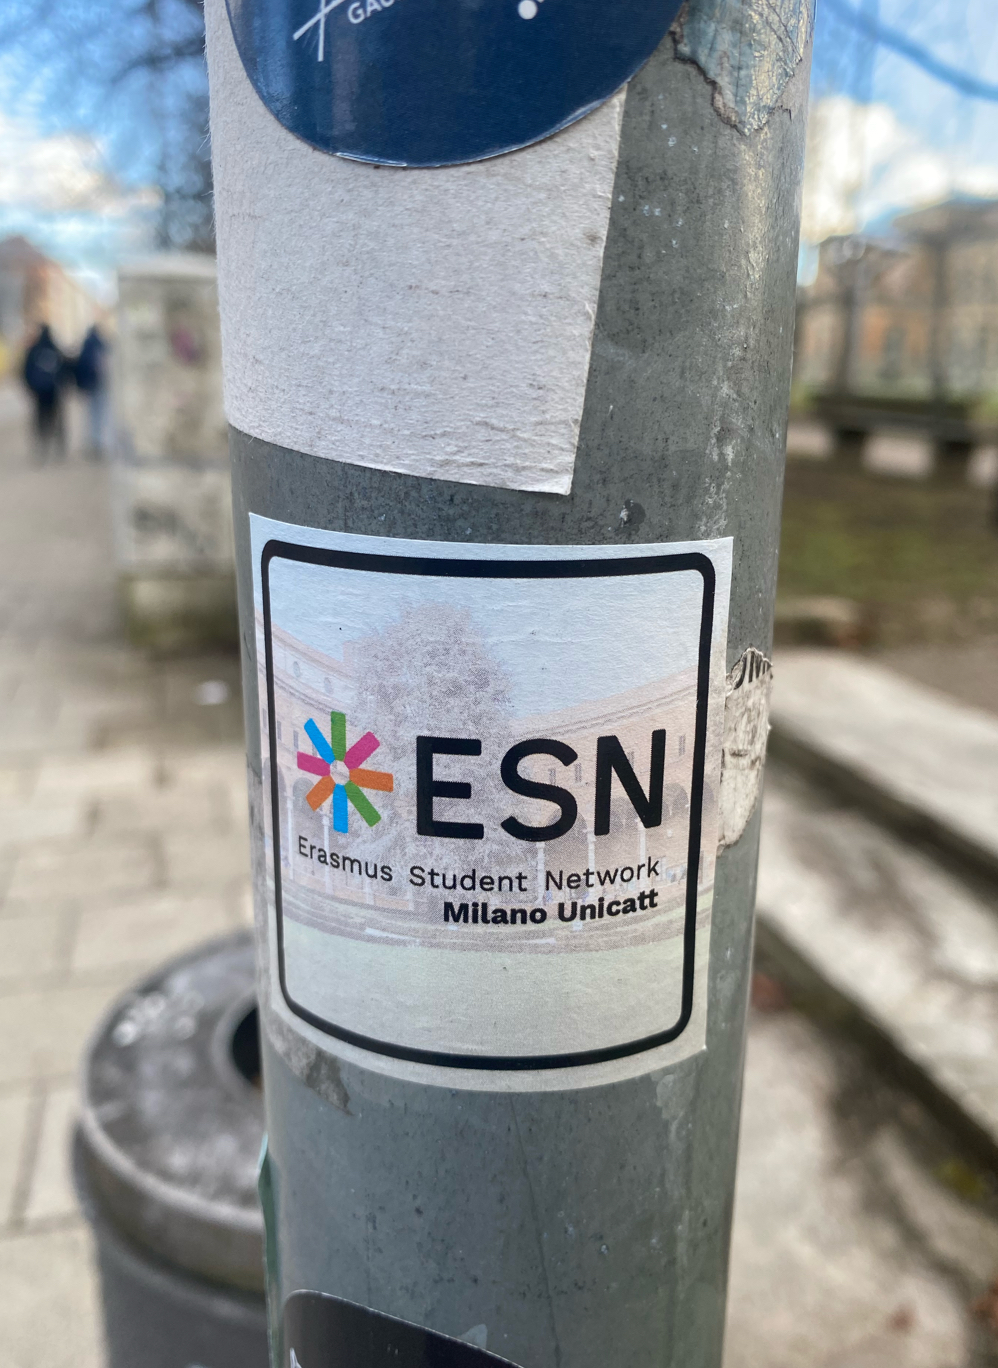 ESN
Erasmus Student Network
Milano Unicatt